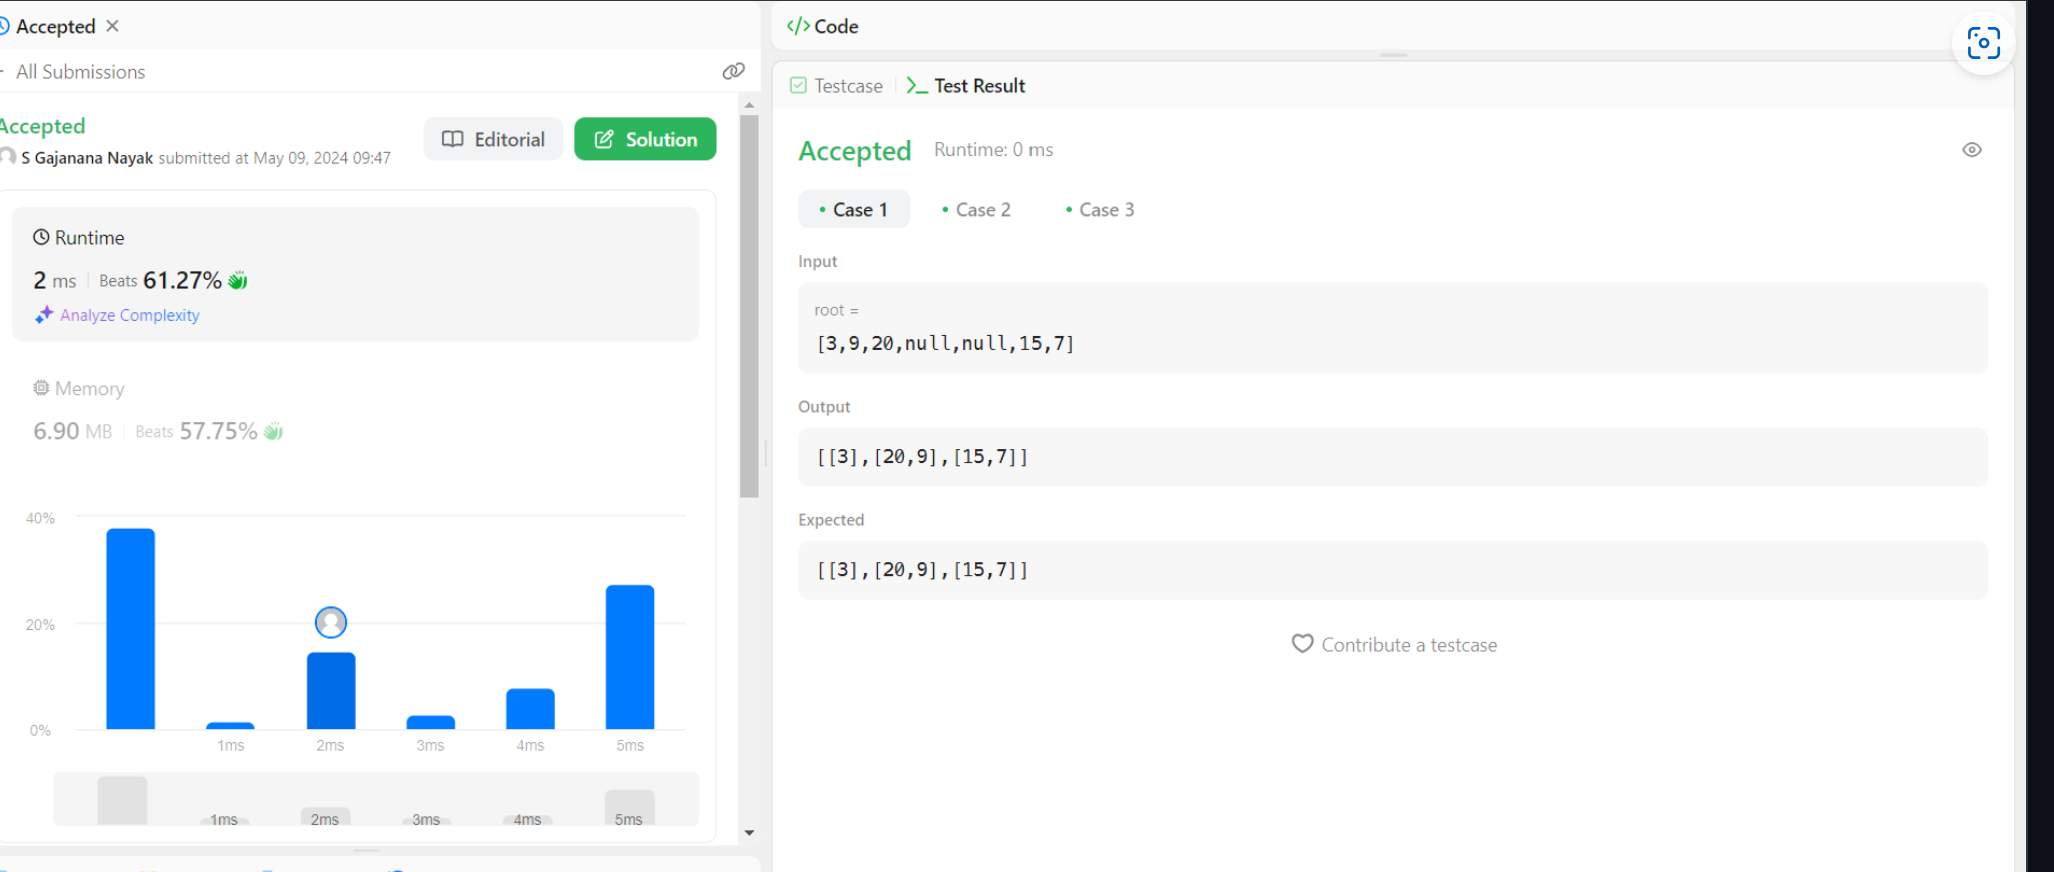 Accepted
All Submissions
Accepted
S Gajanana Nayak submitted at May 09, 2024 09:47
Editorial
Solution
Runtime
2 ms | Beats 61.27%
Analyze Complexity
Memory
6.90 MB | Beats 57.75%
40%
20%
0%
1ms 2ms 3ms 4ms 5ms
1ms 2ms 3ms 4ms 5ms
</> Code
Testcase | >_ Test Result
Accepted Runtime: 0 ms
• Case 1 • Case 2 • Case 3
Input
root =
[3,9,20,null,null,15,7]
Output
[[3],[20,9],[15,7]]
Expected
[[3],[20,9],[15,7]]
Contribute a testcase